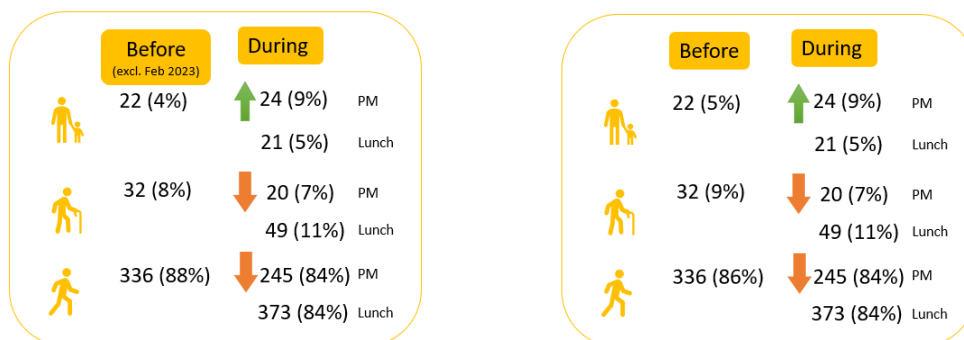 Before
(excl. Feb 2023)
During
22 (4%)
24 (9%)
PM
21 (5%)
Lunch
32 (8%)
20 (7%)
PM
49 (11%)
Lunch
336 (88%)
245 (84%)
PM
373 (84%)
Lunch
Before
During
22 (5%)
24 (9%)
PM
21 (5%)
Lunch
32 (9%)
20 (7%)
PM
49 (11%)
Lunch
336 (86%)
245 (84%)
PM
373 (84%)
Lunch